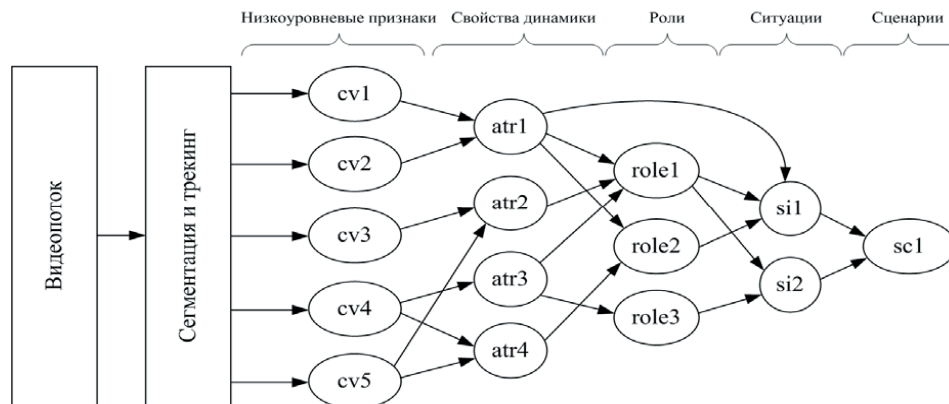 Низкоуровневые признаки
Свойства динамики
Роли
Ситуации
Сценарии
Видеопоток
Сегментация и трекинг
cv1
cv2
cv3
cv4
cv5
atr1
atr2
atr3
atr4
role1
role2
role3
si1
si2
sc1